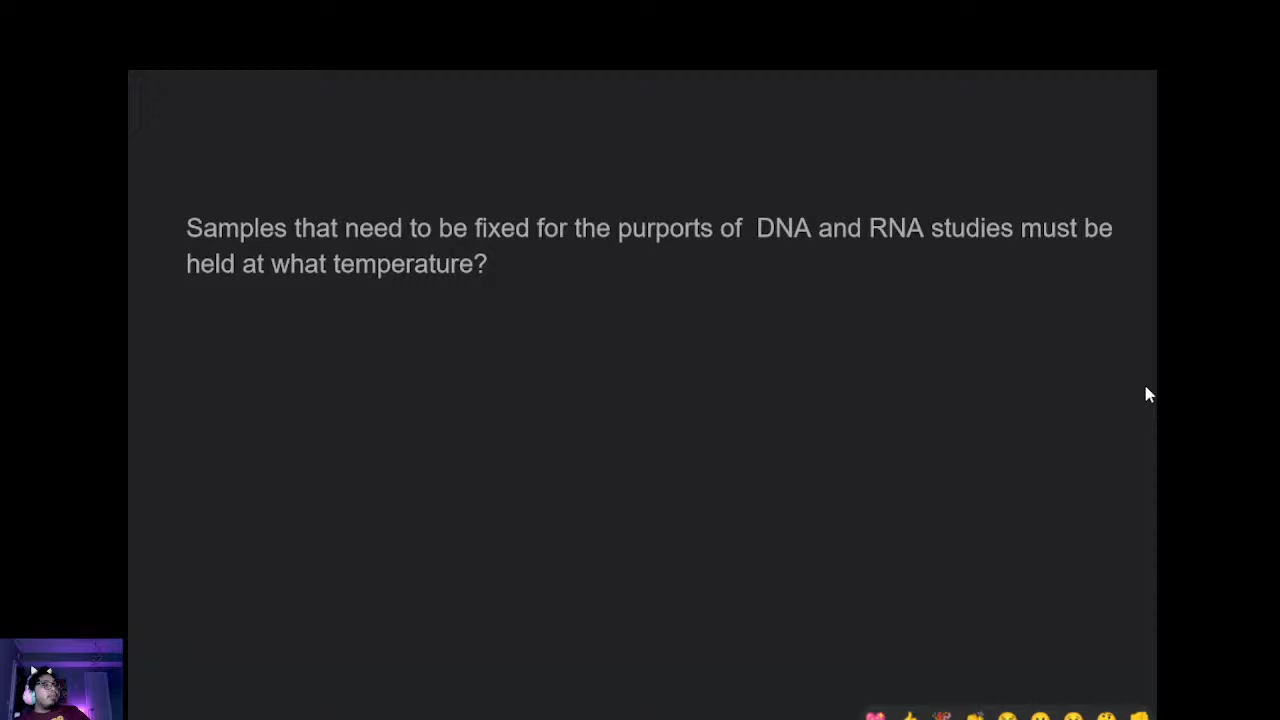 Samples that need to be fixed for the purports of  DNA and RNA studies must be
held at what temperature?